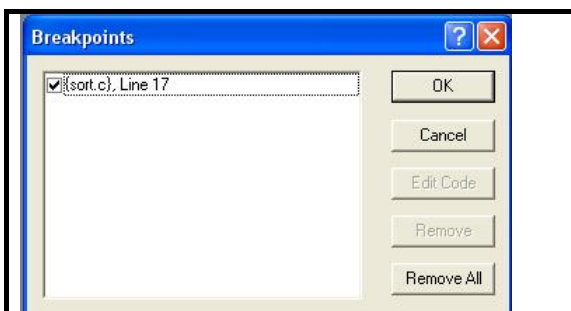 Breakpoints
{sort.c}, Line 17
OK
Cancel
Edit Code
Remove
Remove All